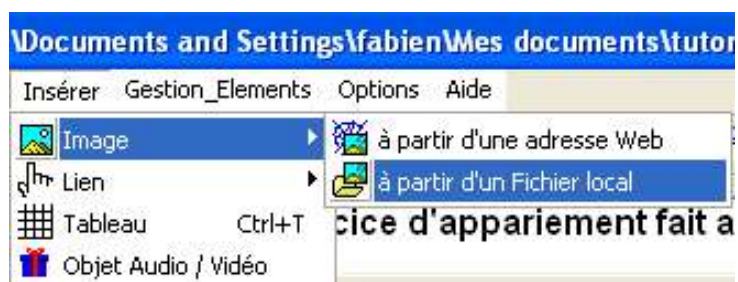 \Documents and Settings\fabien\Mes documents\tutor
Insérer Gestion_Elements Options Aide
Image
à partir d'une adresse Web
Lien
à partir d'un Fichier local
Tableau Ctrl+T
cice d'appariement fait a
Objet Audio / Vidéo